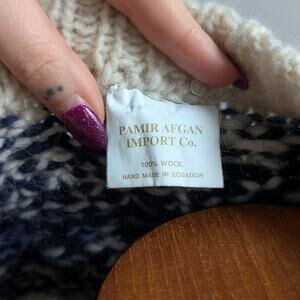 PAMIR AFGAN
IMPORT Co.
100% WOOL
HAND MADE IN ECUADOR